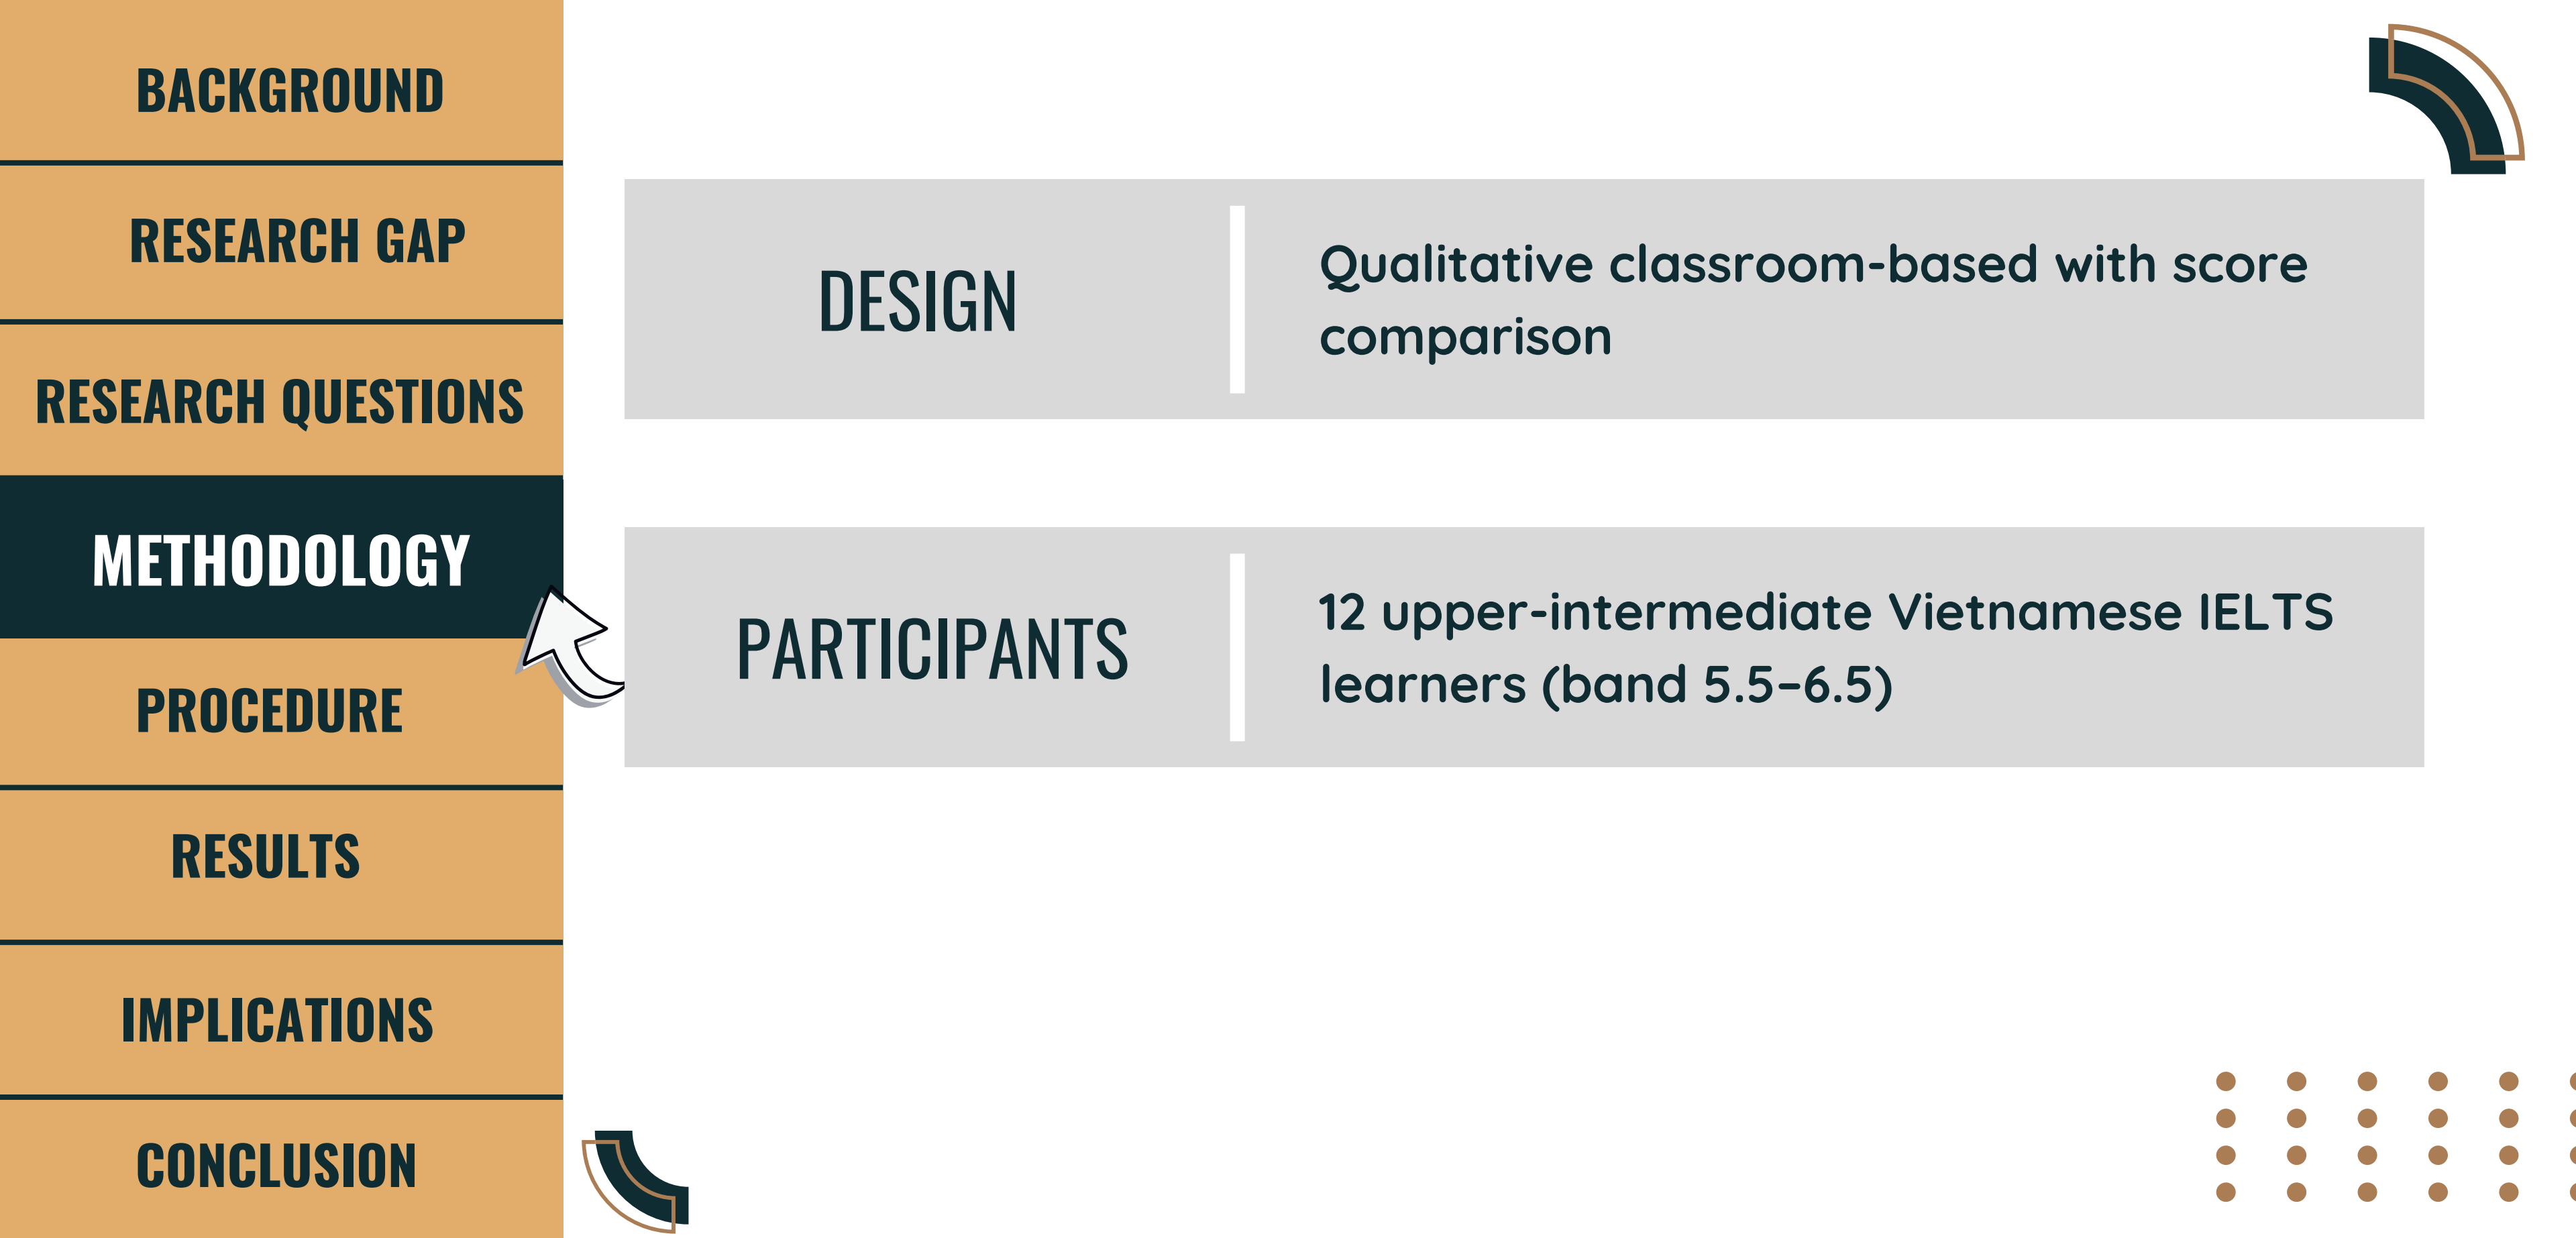 BACKGROUND
RESEARCH GAP
RESEARCH QUESTIONS
METHODOLOGY
PROCEDURE
RESULTS
IMPLICATIONS
CONCLUSION
DESIGN
Qualitative classroom-based with score
comparison
PARTICIPANTS
12 upper-intermediate Vietnamese IELTS
learners (band 5.5–6.5)